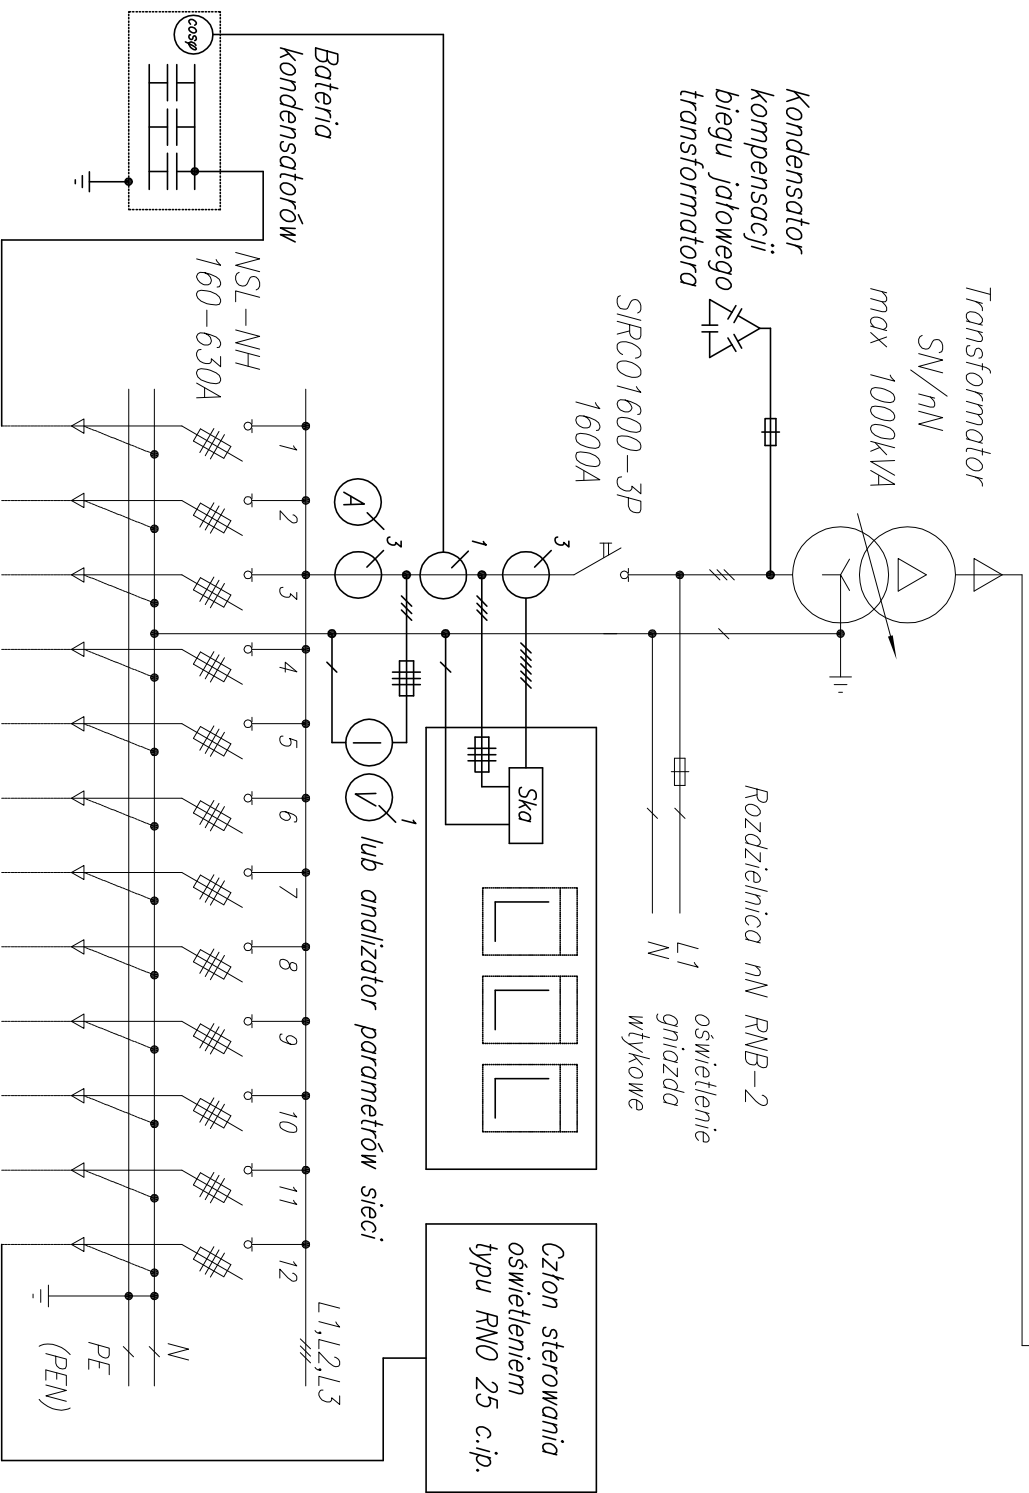 Transformator
SN/nN
max 1000kVA
Kondensator
kompensacji
biegu jałowego
transformatora
SIRCO1600-3P
1600A
Rozdzielnica nN RNB-2
L1
N
oświetlenie
gniazda
wtykowe
3
Ska
1
3
A
V
1
lub analizator parametrów sieci
Człon sterowania
oświetleniem
typu RNO 25 c.ip.
Bateria
kondensatorów
cosφ
NSL-NH
160-630A
1
2
3
4
5
6
7
8
9
10
11
12
L1,L2,L3
N
PE
(PEN)